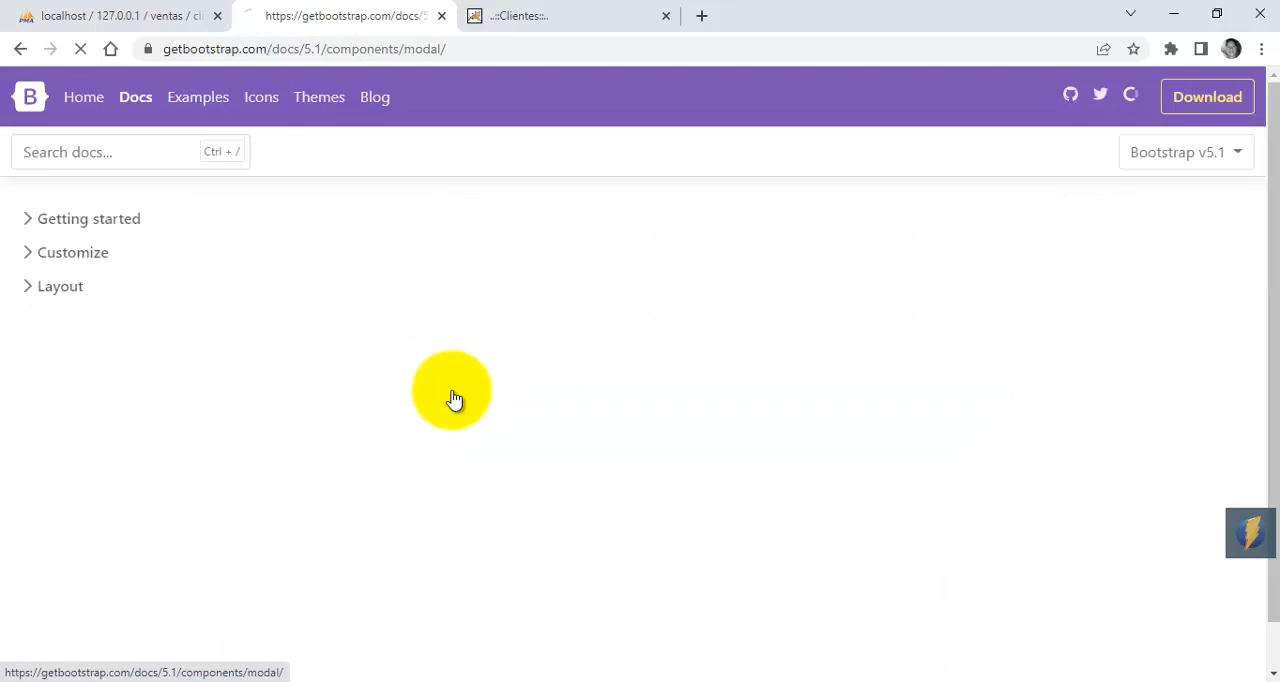 localhost / 127.0.0.1 / ventas / cli
https://getbootstrap.com/docs/5
..::Clientes::..
getbootstrap.com/docs/5.1/components/modal/
B
Home
Docs
Examples
Icons
Themes
Blog
Download
Search docs...
Ctrl + /
Bootstrap v5.1
Getting started
Customize
Layout
https://getbootstrap.com/docs/5.1/components/modal/